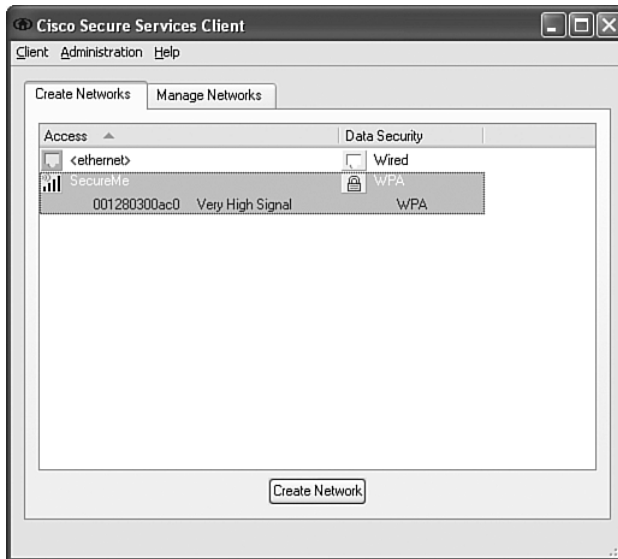 Cisco Secure Services Client
Client Administration Help
Create Networks Manage Networks
Access Data Security
<ethernet> Wired
SecureMe WPA
001280300ac0 Very High Signal WPA
Create Network